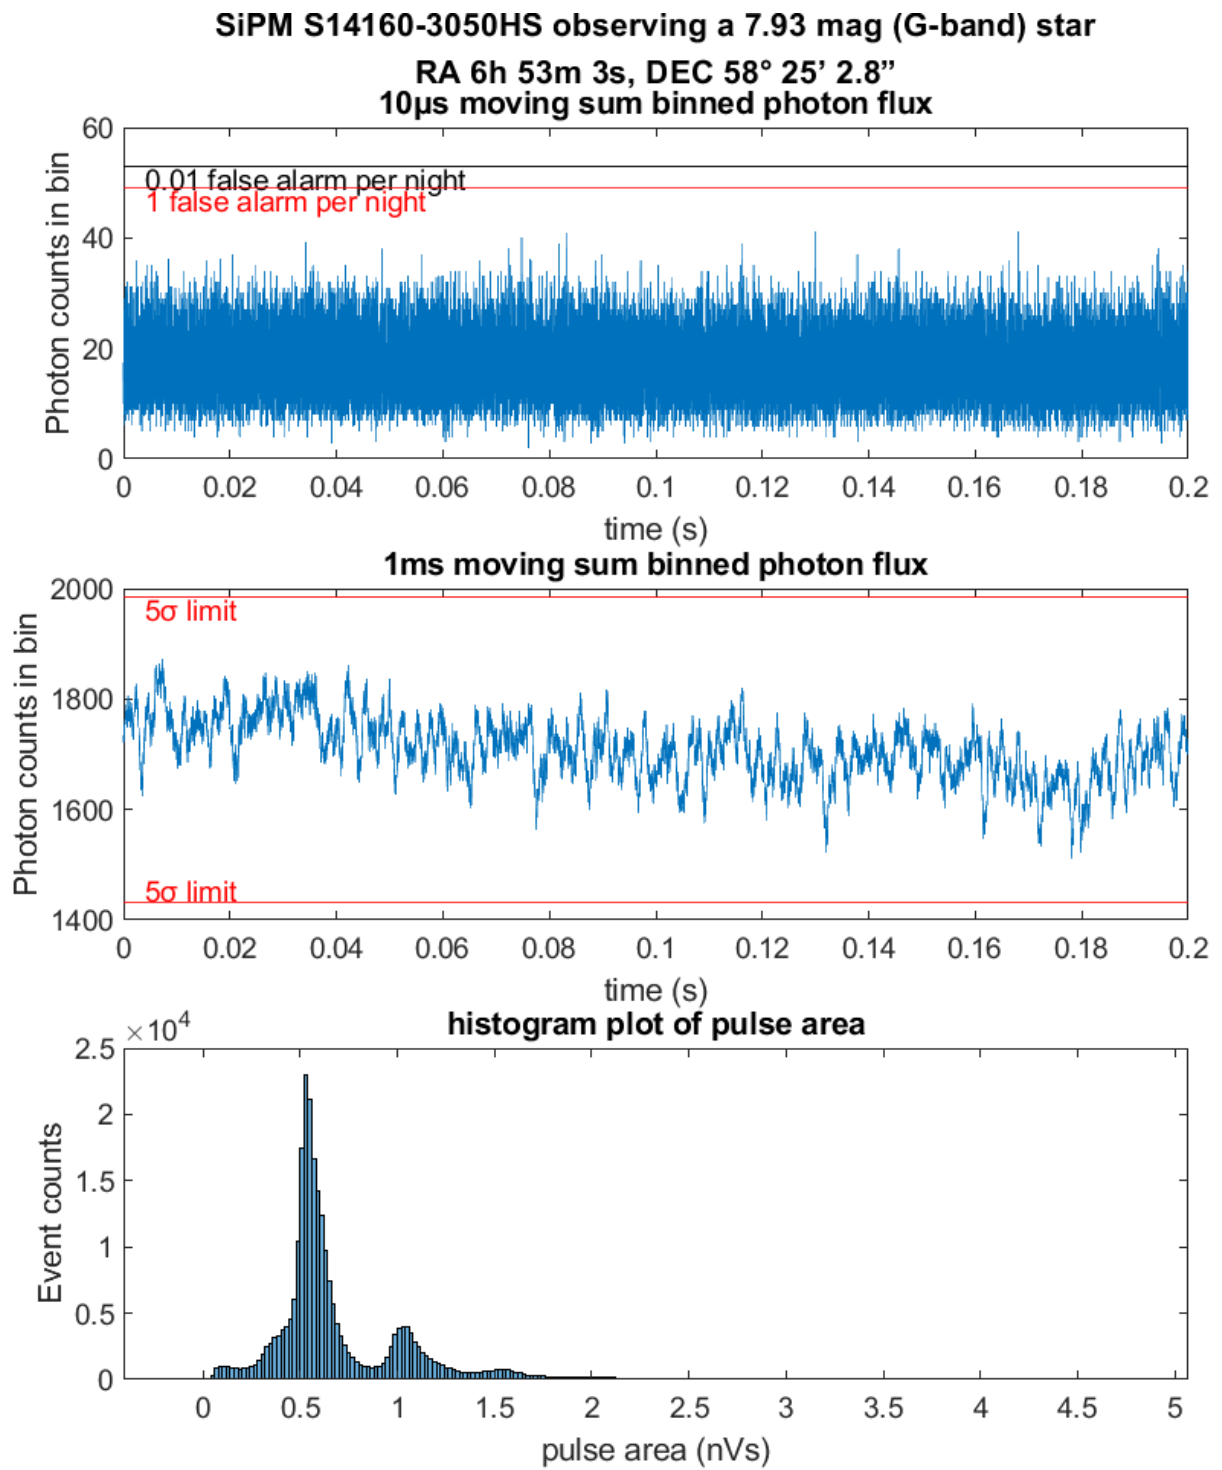 SiPM S14160-3050HS observing a 7.93 mag (G-band) star
RA 6h 53m 3s, DEC 58° 25’ 2.8”
10μs moving sum binned photon flux
60
40
20
0
Photon counts in bin
0.01 false alarm per night
1 false alarm per night
0 0.02 0.04 0.06 0.08 0.1 0.12 0.14 0.16 0.18 0.2
time (s)
1ms moving sum binned photon flux
2000
1800
1600
1400
Photon counts in bin
5σ limit
5σ limit
0 0.02 0.04 0.06 0.08 0.1 0.12 0.14 0.16 0.18 0.2
time (s)
histogram plot of pulse area
×10⁴
2.5
2
1.5
1
0.5
0
Event counts
0 0.5 1 1.5 2 2.5 3 3.5 4 4.5 5
pulse area (nVs)